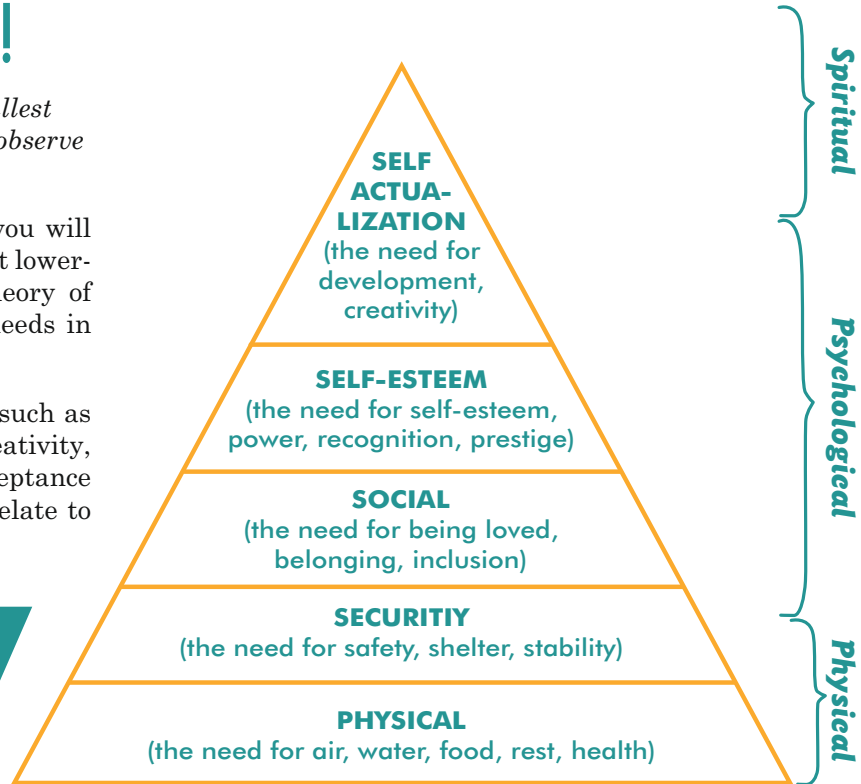 !
llest
observe
you will
t lower-
heory of
needs in
such as
eativity,
eptance
elate to
SELF
ACTUA-
LIZATION
(the need for
development,
creativity)
SELF-ESTEEM
(the need for self-esteem,
power, recognition, prestige)
SOCIAL
(the need for being loved,
belonging, inclusion)
SECURITIY
(the need for safety, shelter, stability)
PHYSICAL
(the need for air, water, food, rest, health)
Spiritual
Psychological
Physical